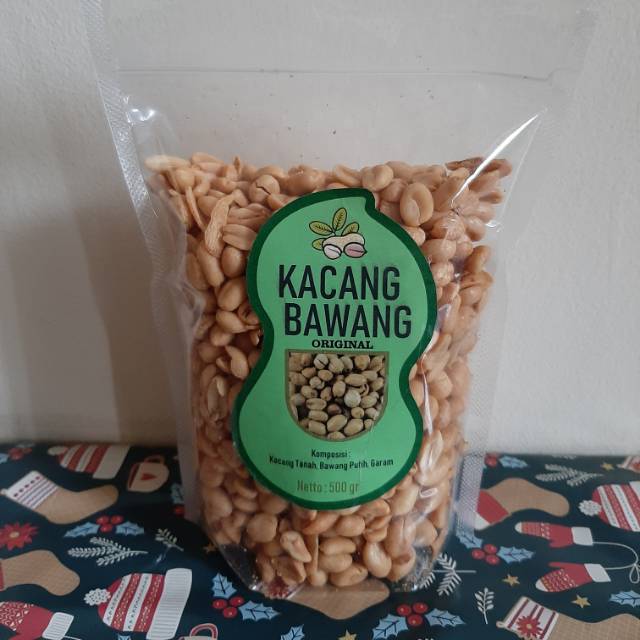 KACANG
BAWANG
ORIGINAL
Komposisi :
Kacang Tanah, Bawang Putih, Garam
Netto : 500 gr